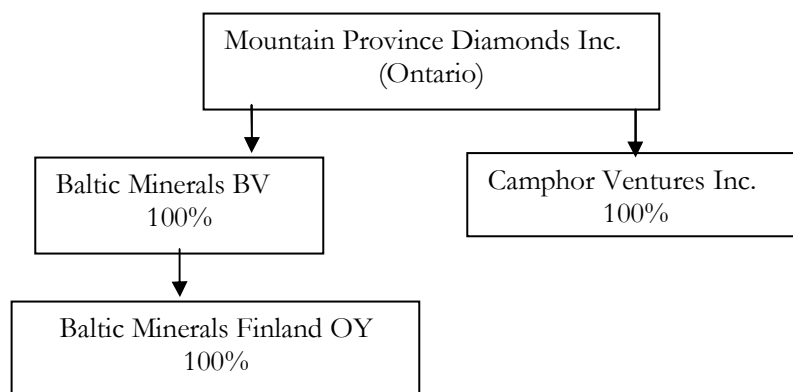 Mountain Province Diamonds Inc.
(Ontario)
Baltic Minerals BV
100%
Camphor Ventures Inc.
100%
Baltic Minerals Finland OY
100%